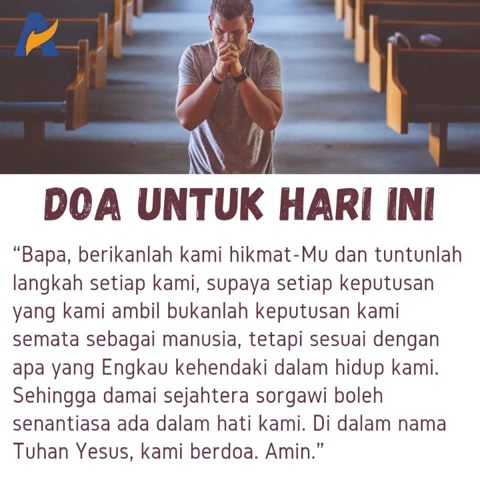 DOA UNTUK HARI INI
“Bapa, berikanlah kami hikmat-Mu dan tuntunlah
langkah setiap kami, supaya setiap keputusan
yang kami ambil bukanlah keputusan kami
semata sebagai manusia, tetapi sesuai dengan
apa yang Engkau kehendaki dalam hidup kami.
Sehingga damai sejahtera sorgawi boleh
senantiasa ada dalam hati kami. Di dalam nama
Tuhan Yesus, kami berdoa. Amin.”